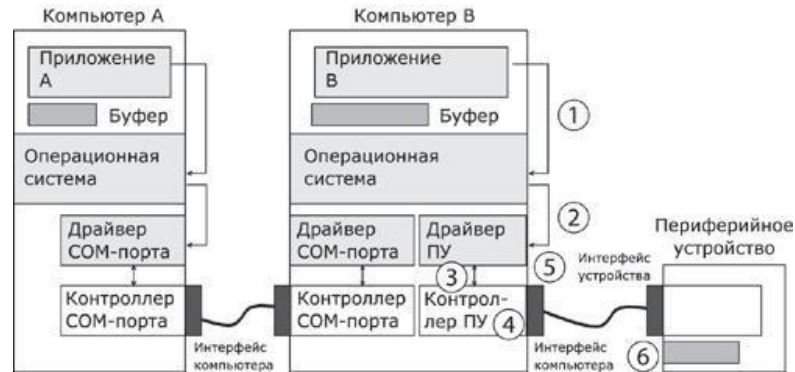 Компьютер A
Приложение
A
Буфер
Операционная
система
Драйвер
COM-порта
Контроллер
COM-порта
Интерфейс
компьютера
Компьютер B
Приложение
B
Буфер
Операционная
система
Драйвер
COM-порта
Драйвер
ПУ
Контроллер
COM-порта
Контрол-
лер ПУ
1
2
3
4
5
Интерфейс
устройства
Интерфейс
компьютера
6
Периферийное
устройство